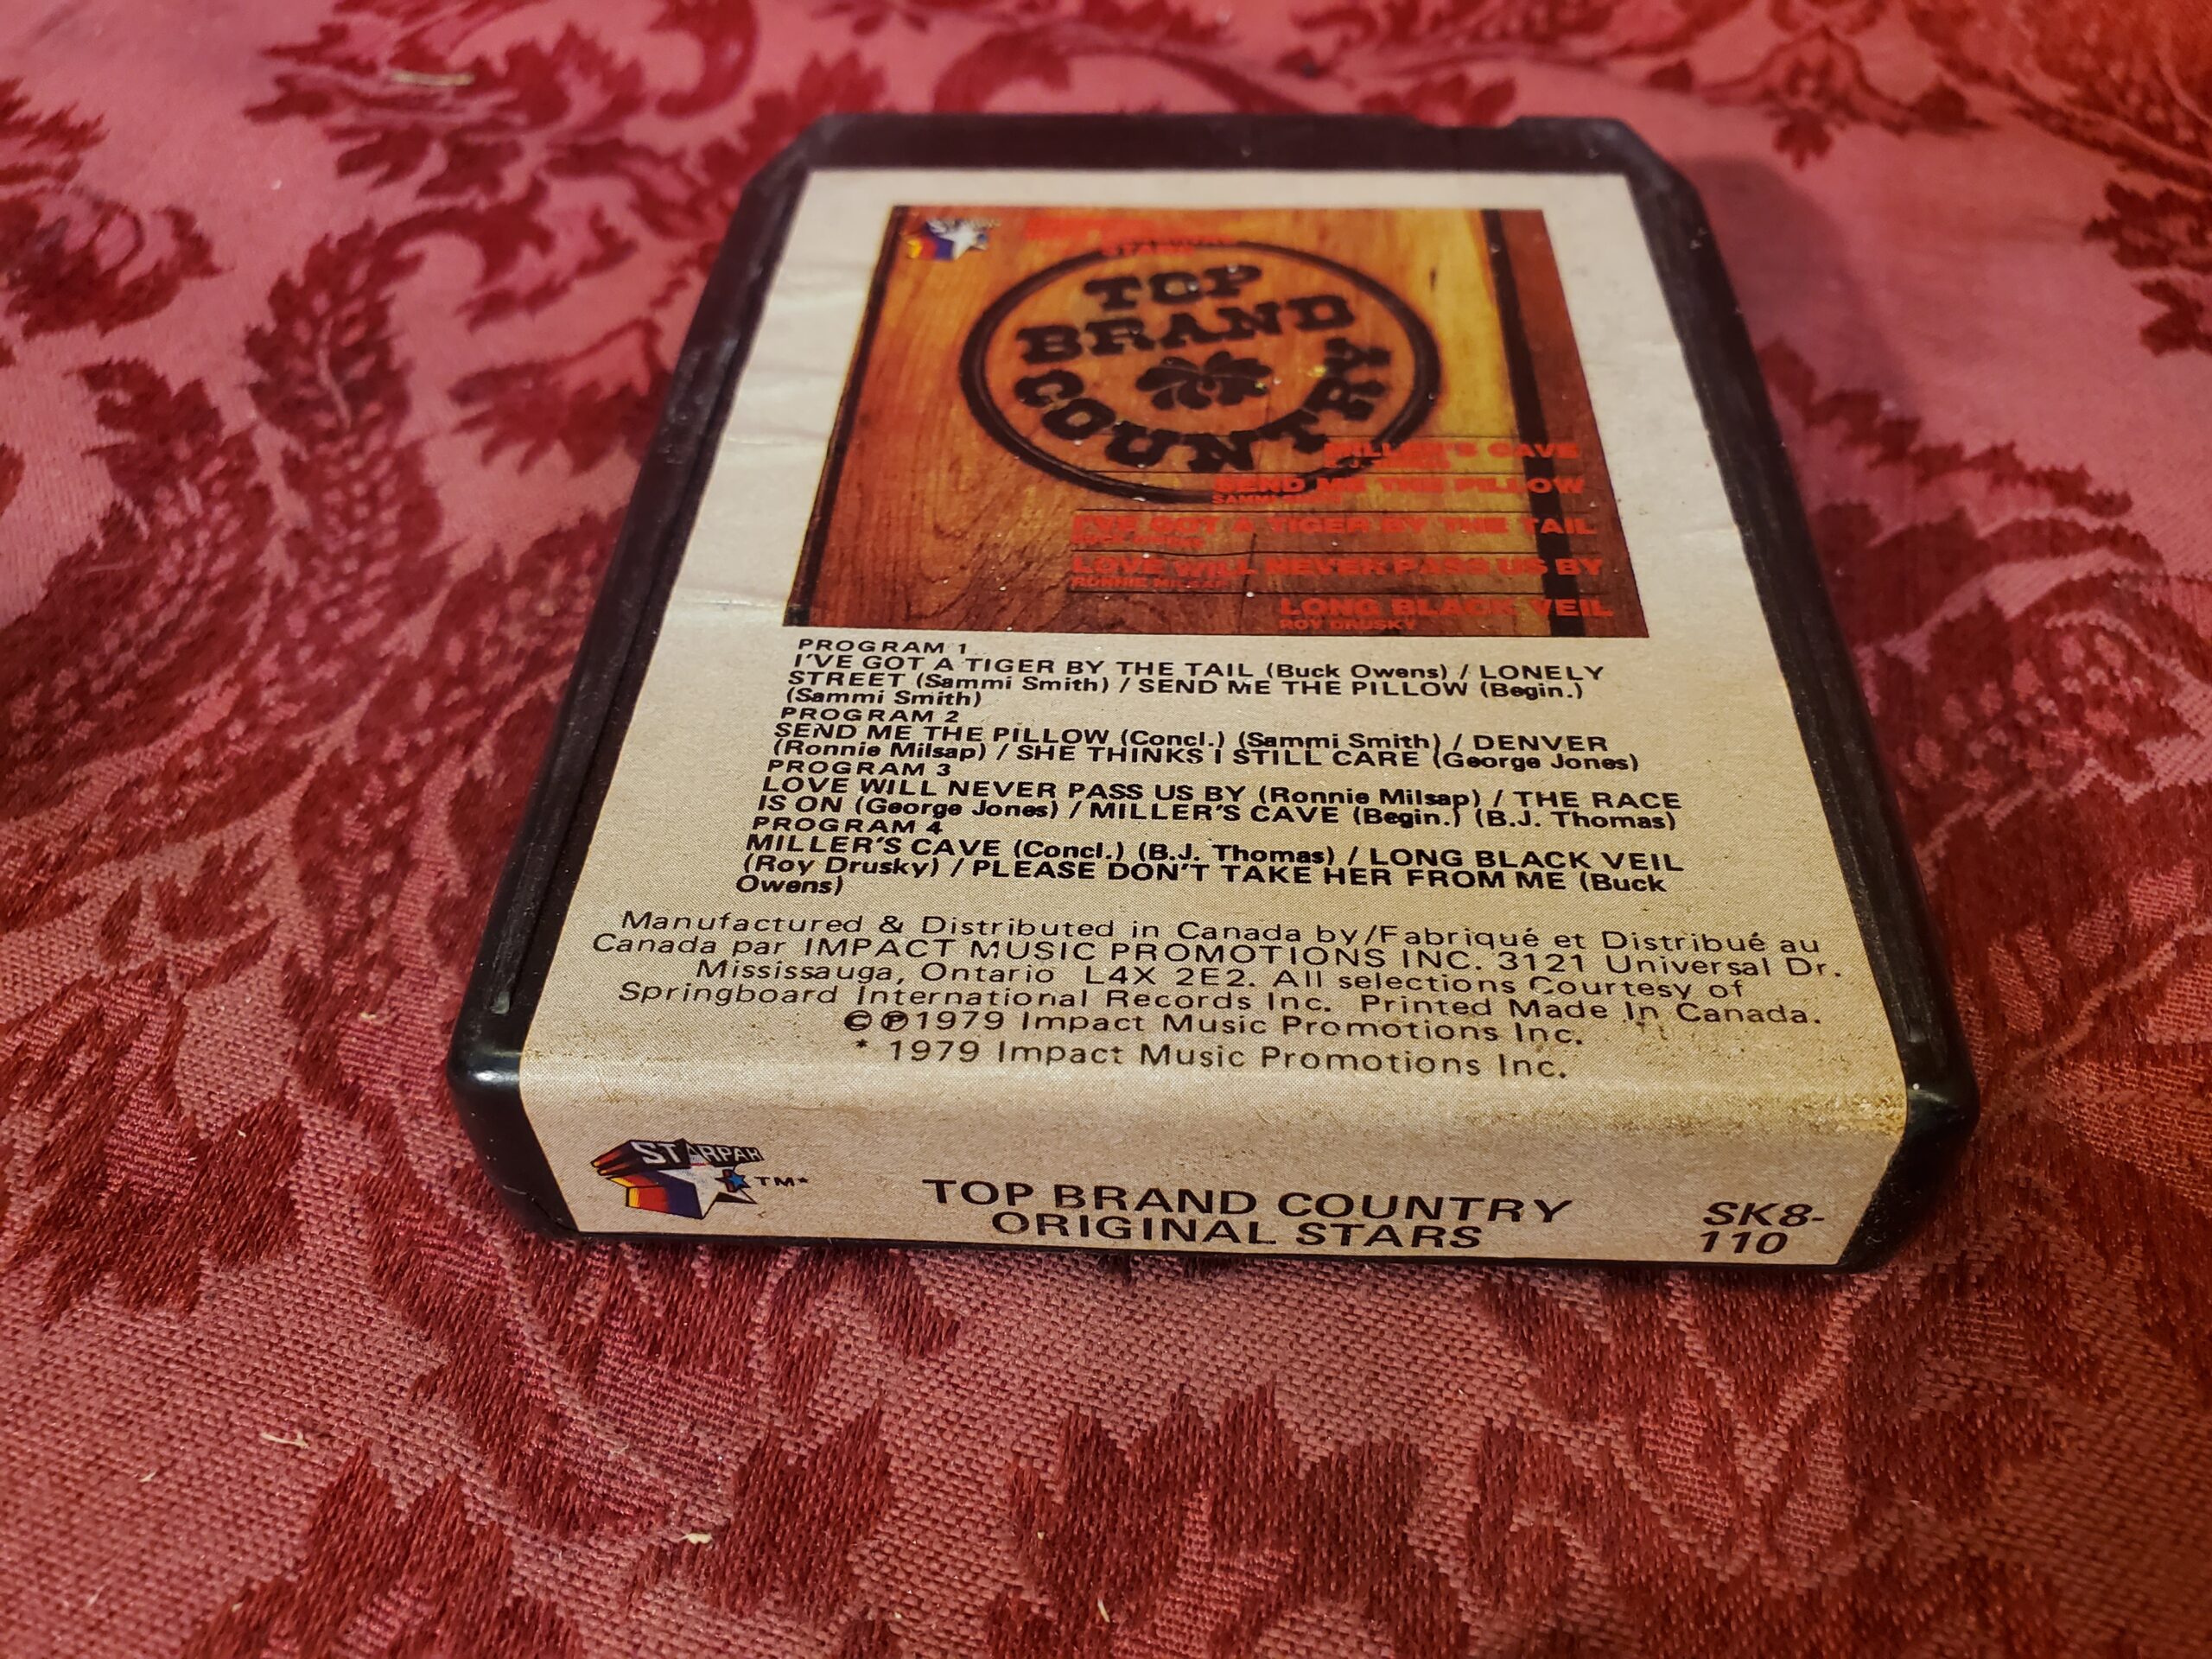 STARPAK
TOP
BRAND
COUNTRY
MILLER'S CAVE
SEND ME THE PILLOW
I'VE GOT A TIGER BY THE TAIL
BUCK OWENS
LOVE WILL NEVER PASS US BY
RONNIE MILSAP
LONG BLACK VEIL
ROY DRUSKY
PROGRAM 1
I'VE GOT A TIGER BY THE TAIL (Buck Owens) / LONELY
STREET (Sammi Smith) / SEND ME THE PILLOW (Begin.)
(Sammi Smith)
PROGRAM 2
SEND ME THE PILLOW (Concl.) (Sammi Smith) / DENVER
(Ronnie Milsap) / SHE THINKS I STILL CARE (George Jones)
PROGRAM 3
LOVE WILL NEVER PASS US BY (Ronnie Milsap) / THE RACE
IS ON (George Jones) / MILLER'S CAVE (Begin.) (B.J. Thomas)
PROGRAM 4
MILLER'S CAVE (Concl.) (B.J. Thomas) / LONG BLACK VEIL
(Roy Drusky) / PLEASE DON'T TAKE HER FROM ME (Buck
Owens)
Manufactured & Distributed in Canada by/Fabriqué et Distribué au
Canada par IMPACT MUSIC PROMOTIONS INC. 3121 Universal Dr.
Mississauga, Ontario L4X 2E2. All selections Courtesy of
Springboard International Records Inc. Printed Made In Canada.
©℗1979 Impact Music Promotions Inc.
* 1979 Impact Music Promotions Inc.
STARPAK TM*
TOP BRAND COUNTRY
ORIGINAL STARS
SK8-
110